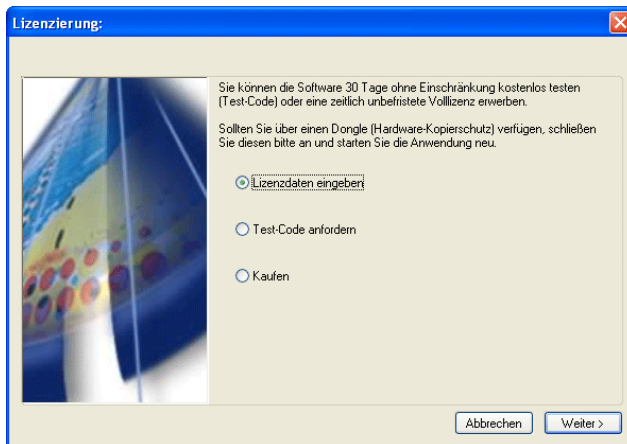 Lizenzierung:
Sie können die Software 30 Tage ohne Einschränkung kostenlos testen
(Test-Code) oder eine zeitlich unbefristete Volllizenz erwerben.
Sollten Sie über einen Dongle (Hardware-Kopierschutz) verfügen, schließen
Sie diesen bitte an und starten Sie die Anwendung neu.
Lizenzdaten eingeben
Test-Code anfordern
Kaufen
Abbrechen
Weiter >